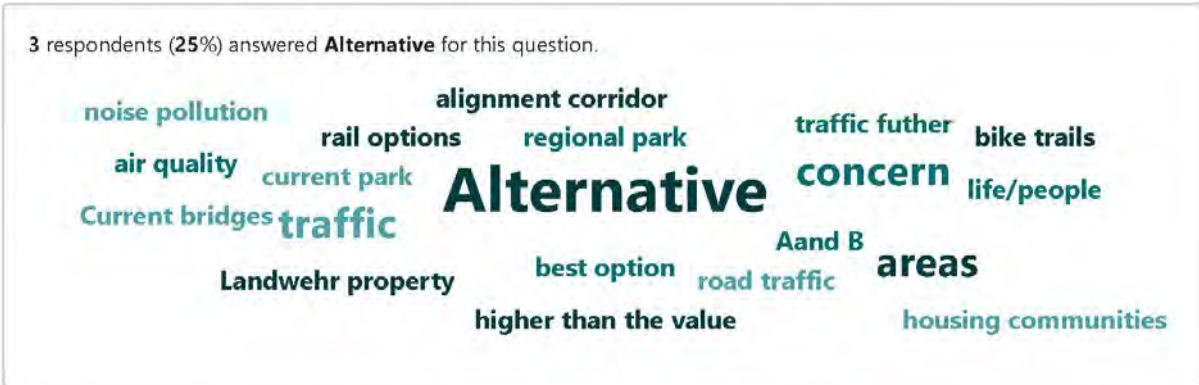 3 respondents (25%) answered Alternative for this question.
alignment corridor
noise pollution
traffic futher
rail options
regional park
bike trails
air quality
current park
Alternative
concern
life/people
Current bridges
traffic
Aand B
areas
best option
Landwehr property
road traffic
higher than the value
housing communities